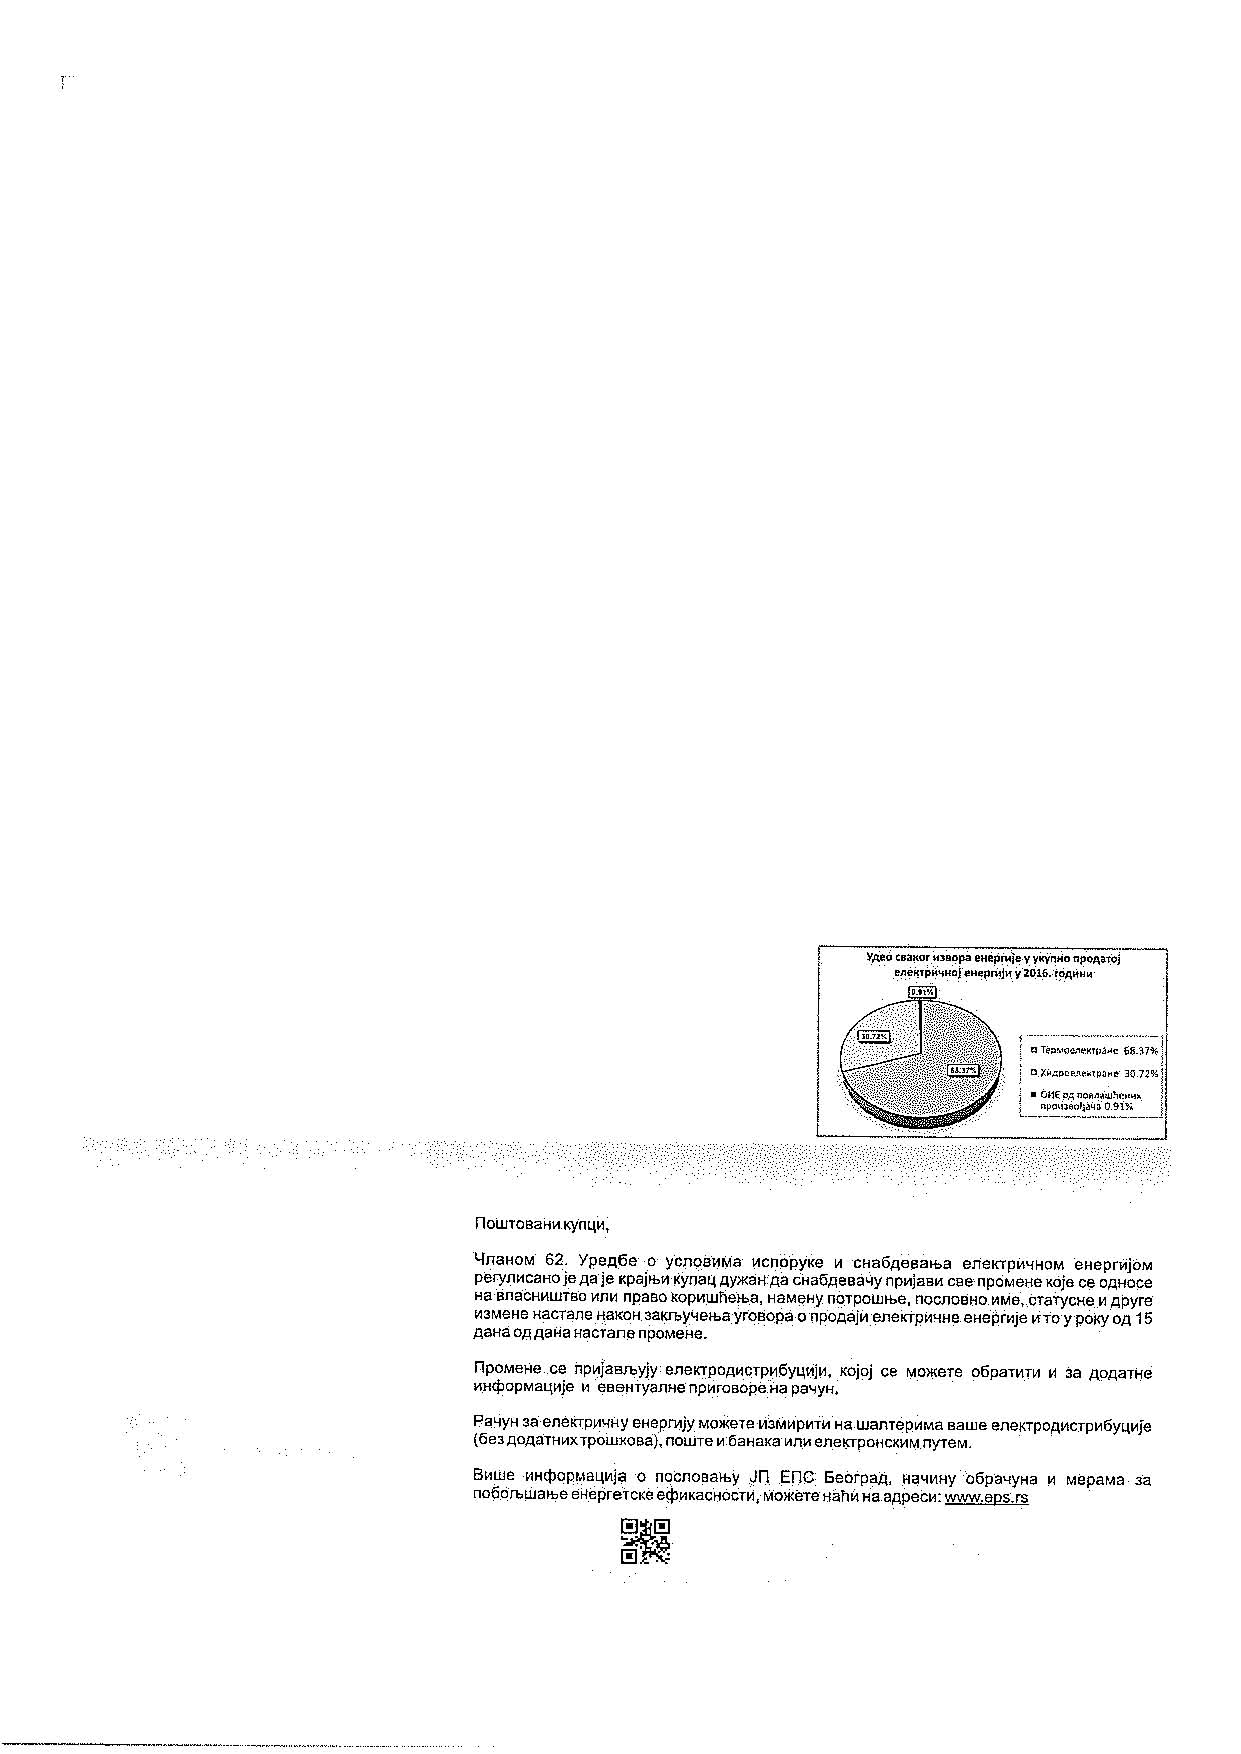 Удео сваког извора енергије у укупно продатој
електричној енергији у 2016. години
0.91%
30.72%
68.37%
Термоелектране 68.37%
Хидроелектране 30.72%
ОИЕ од повлашћених
произвођача 0.91%
Поштовани купци,
Чланом 62. Уредбе о условима испоруке и снабдевања електричном енергијом
регулисано је да је крајњи купац дужан да снабдевачу пријави све промене које се односе
на власништво или право коришћења, намену потрошње, пословно име, статусне и друге
измене настале након закључења уговора о продаји електричне енергије и то у року од 15
дана од дана настале промене.
Промене се пријављују електродистрибуцији, којој се можете обратити и за додатне
информације и евентуалне приговоре на рачун.
Рачун за електричну енергију можете измирити на шалтерима ваше електродистрибуције
(без додатних трошкова), поште и банака или електронским путем.
Више информација о пословању ЈП ЕПС Београд, начину обрачуна и мерама за
побољшање енергетске ефикасности, можете наћи на адреси: www.eps.rs